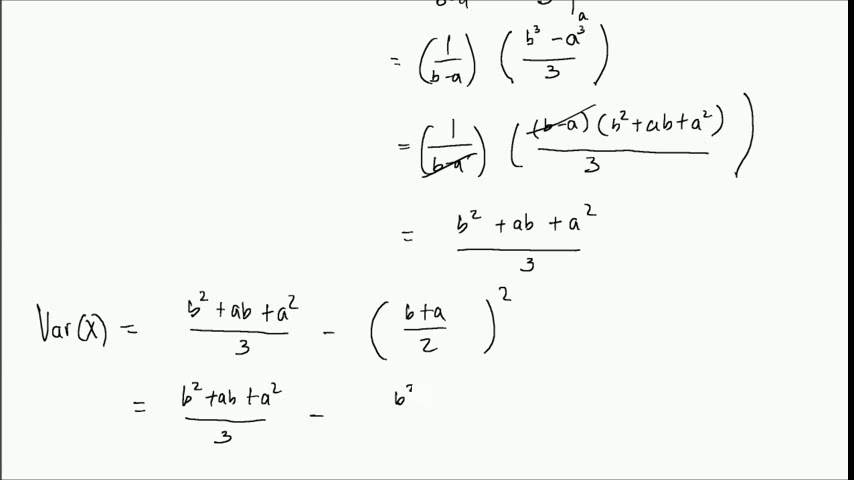 a
= (1/(b-a)) ((b³ - a³)/3)
= (1/(b-a)) ((b-a)(b² + ab + a²)/3)
= (b² + ab + a²)/3
Var(X) = (b² + ab + a²)/3 - ((b+a)/2)²
= (b² + ab + a²)/3 - b²